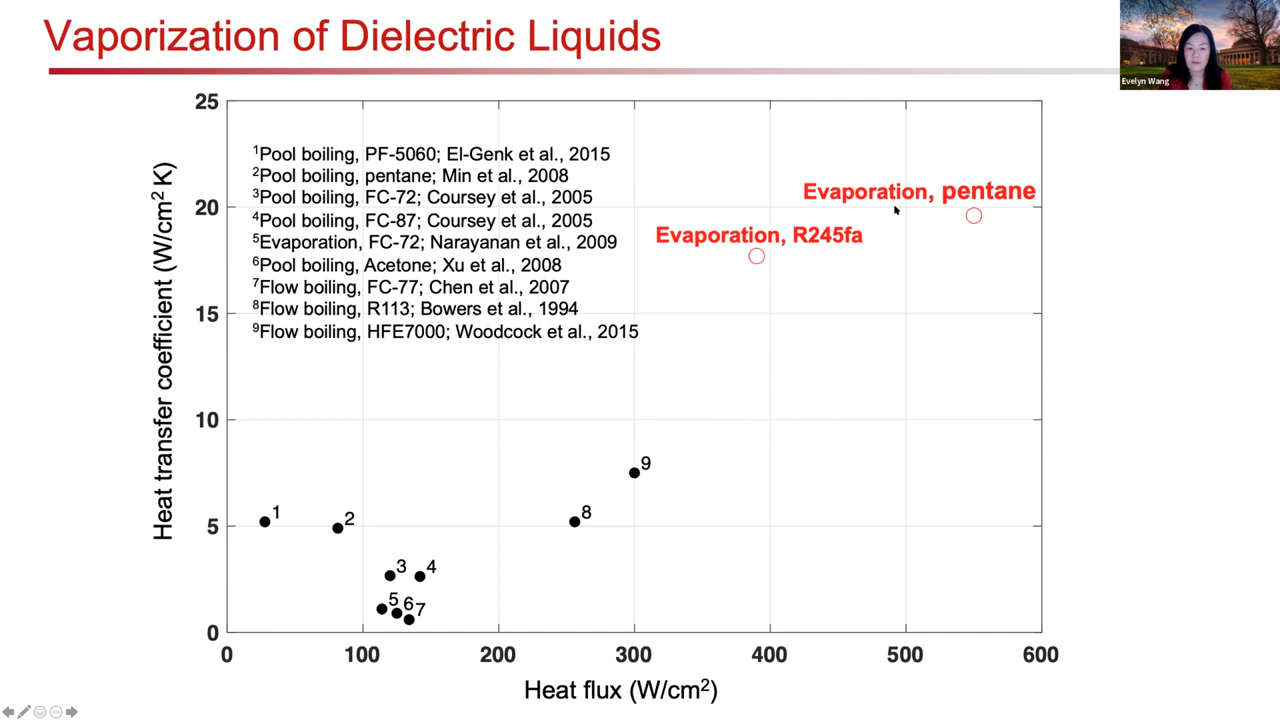 Vaporization of Dielectric Liquids
Evelyn Wang
25
20
15
10
5
0
Heat transfer coefficient (W/cm² K)
¹Pool boiling, PF-5060; El-Genk et al., 2015
²Pool boiling, pentane; Min et al., 2008
³Pool boiling, FC-72; Coursey et al., 2005
⁴Pool boiling, FC-87; Coursey et al., 2005
⁵Evaporation, FC-72; Narayanan et al., 2009
⁶Pool boiling, Acetone; Xu et al., 2008
⁷Flow boiling, FC-77; Chen et al., 2007
⁸Flow boiling, R113; Bowers et al., 1994
⁹Flow boiling, HFE7000; Woodcock et al., 2015
Evaporation, pentane
Evaporation, R245fa
1
2
3
4
5
6
7
8
9
0
100
200
300
400
500
600
Heat flux (W/cm²)